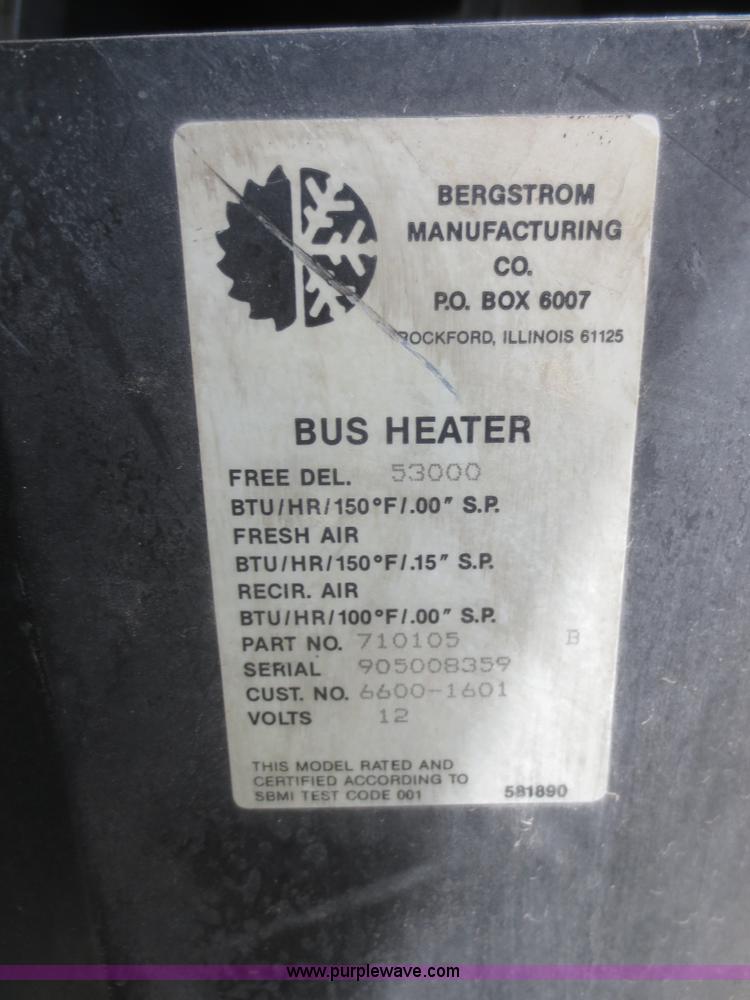 BERGSTROM
MANUFACTURING
CO.
P.O. BOX 6007
ROCKFORD, ILLINOIS 61125
BUS HEATER
FREE DEL. 53000
BTU/HR/150°F/.00" S.P.
FRESH AIR
BTU/HR/150°F/.15" S.P.
RECIR. AIR
BTU/HR/100°F/.00" S.P.
PART NO. 710105 B
SERIAL 905008359
CUST. NO. 6600-1601
VOLTS 12
THIS MODEL RATED AND
CERTIFIED ACCORDING TO
SBMI TEST CODE 001 581890
www.purplewave.com